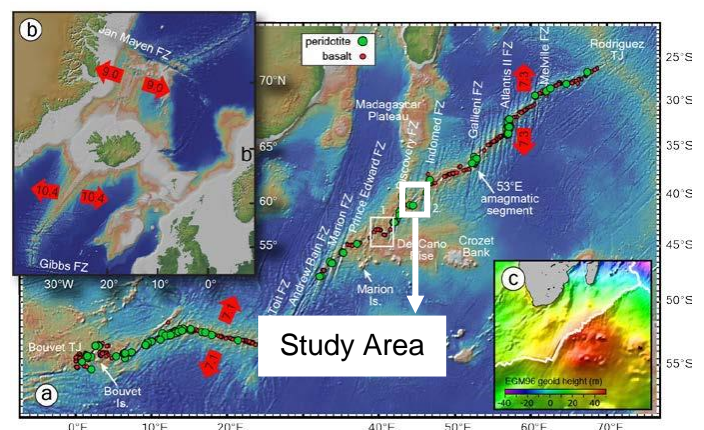 b
Jan Mayen FZ
9.0
9.0
70°N
65°
60°
55°
10.4
10.4
Gibbs FZ
30°W
20°
10°
0°
b'
peridotite
basalt
Rodriguez
TJ
Melville FZ
Atlantis II FZ
7.3
7.3
Gallieni FZ
Madagascar
Plateau
Indomed FZ
Discovery FZ
53°E
amagmatic
segment
Prince Edward FZ
Marion FZ
Andrew Bain FZ
Toit FZ
1
2
Del Cano
Rise
Crozet
Bank
Marion
Is.
25°S
30°S
35°S
40°S
45°S
50°S
55°S
7.1
7.1
Bouvet TJ
Bouvet
Is.
a
Study Area
c
EGM96 geoid height (m)
-40
-20
0
20
40
0°E
10°E
20°E
40°E
50°E
60°E
70°E